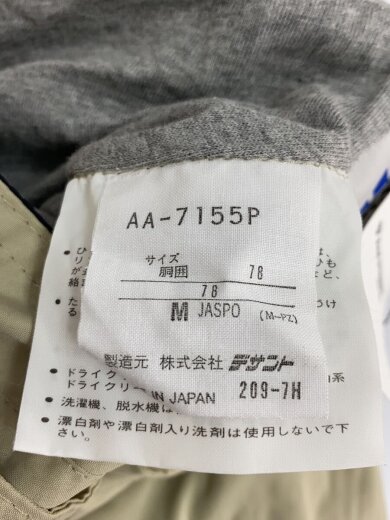 AA-7155P
サイズ
胴囲 78
78
M JASPO (M-PZ)
製造元 株式会社 デサント
209-7H
ドライク
ドライクリー IN JAPAN
洗濯機、脱水機は
漂白剤や漂白剤入り洗剤は使用しないで下
さい。